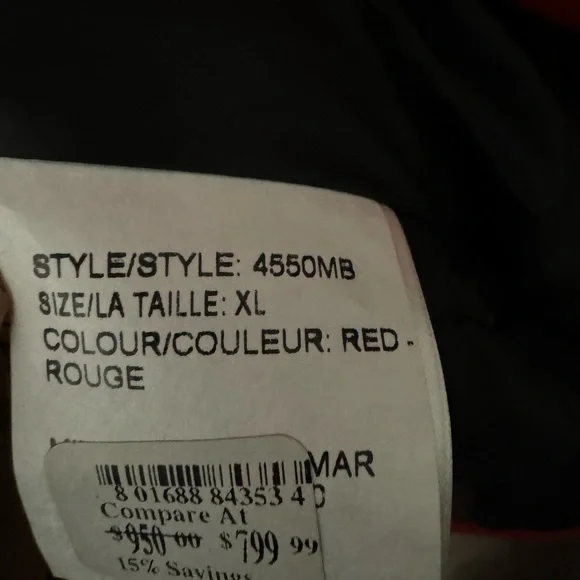 STYLE/STYLE: 4550MB
SIZE/LA TAILLE: XL
COLOUR/COULEUR: RED -
ROUGE
MAR
8 01688 84353 4
Compare At
$950 00 $799 99
15% Savings